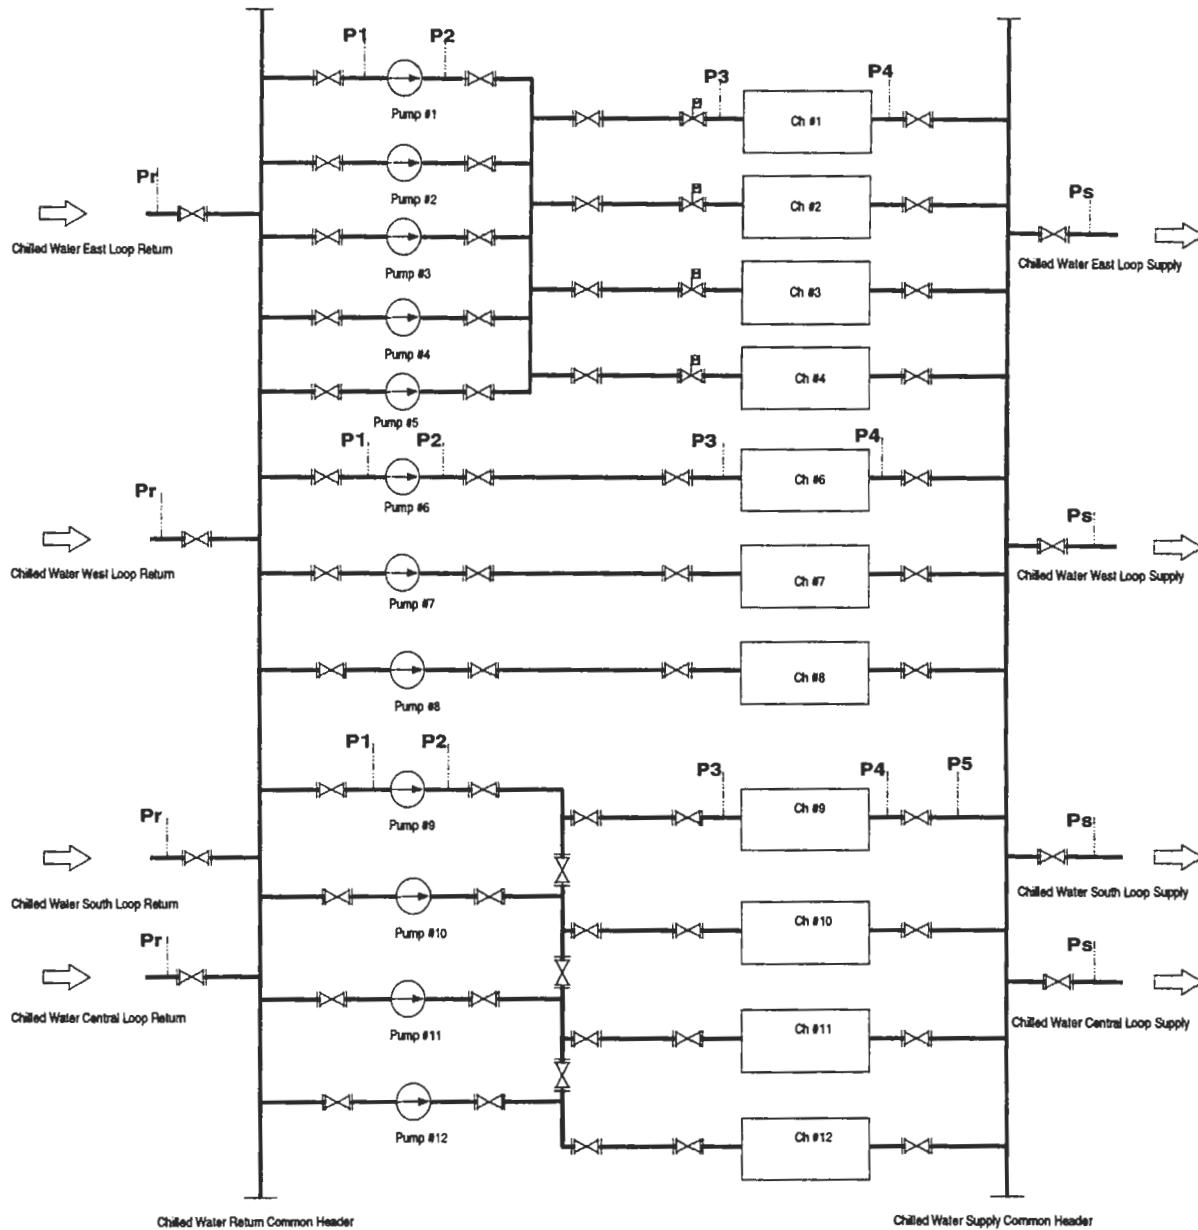 P1
P2
P3
P4
Pump #1
Ch #1
Pr
Pump #2
Ch #2
Ps
Chilled Water East Loop Return
Pump #3
Ch #3
Chilled Water East Loop Supply
Pump #4
Ch #4
Pump #5
P1
P2
P3
P4
Pr
Pump #6
Ch #6
Ps
Chilled Water West Loop Return
Pump #7
Ch #7
Chilled Water West Loop Supply
Pump #8
Ch #8
P1
P2
P3
P4
P5
Pr
Pump #9
Ch #9
Ps
Chilled Water South Loop Return
Pump #10
Ch #10
Chilled Water South Loop Supply
Pr
Ps
Chilled Water Central Loop Return
Pump #11
Ch #11
Chilled Water Central Loop Supply
Pump #12
Ch #12
Chilled Water Return Common Header
Chilled Water Supply Common Header